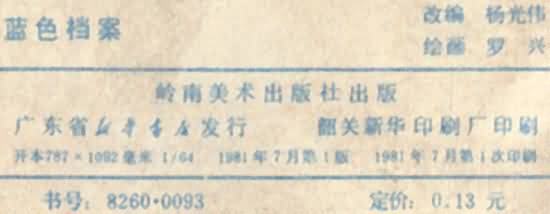 蓝色档案
改编 杨光伟
绘画 罗 兴
岭南美术出版社出版
广东省新华书店发行 韶关新华印刷厂印刷
开本787×1092毫米 1/64 1981年7月第1版 1981年7月第1次印刷
书号：8260·0093 定价：0.13元